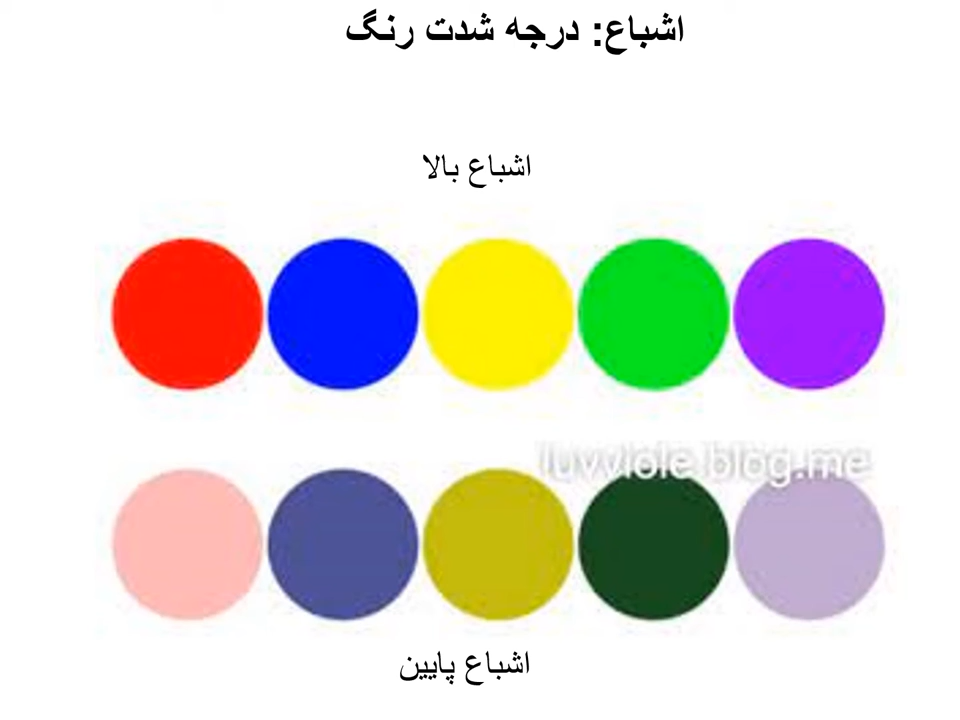 اشباع: درجه شدت رنگ
اشباع بالا
luvviole.blog.me
اشباع پایین